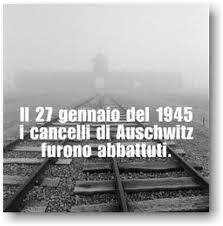 Il 27 gennaio del 1945
i cancelli di Auschwitz
furono abbattuti.